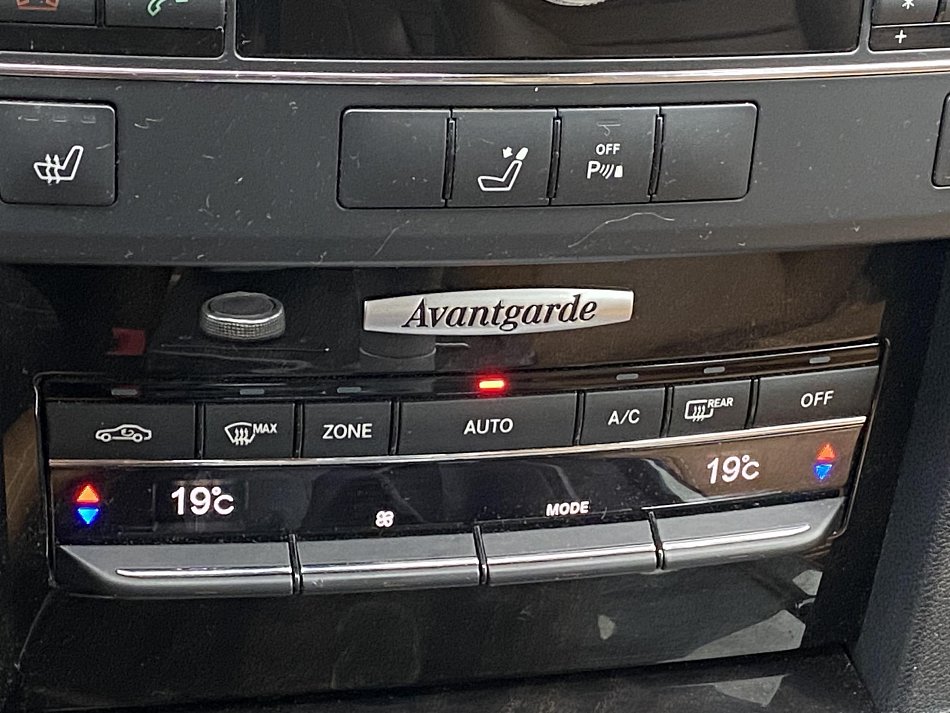 OFF
P
Avantgarde
MAX
ZONE
AUTO
A/C
REAR
OFF
19°C
19°C
MODE